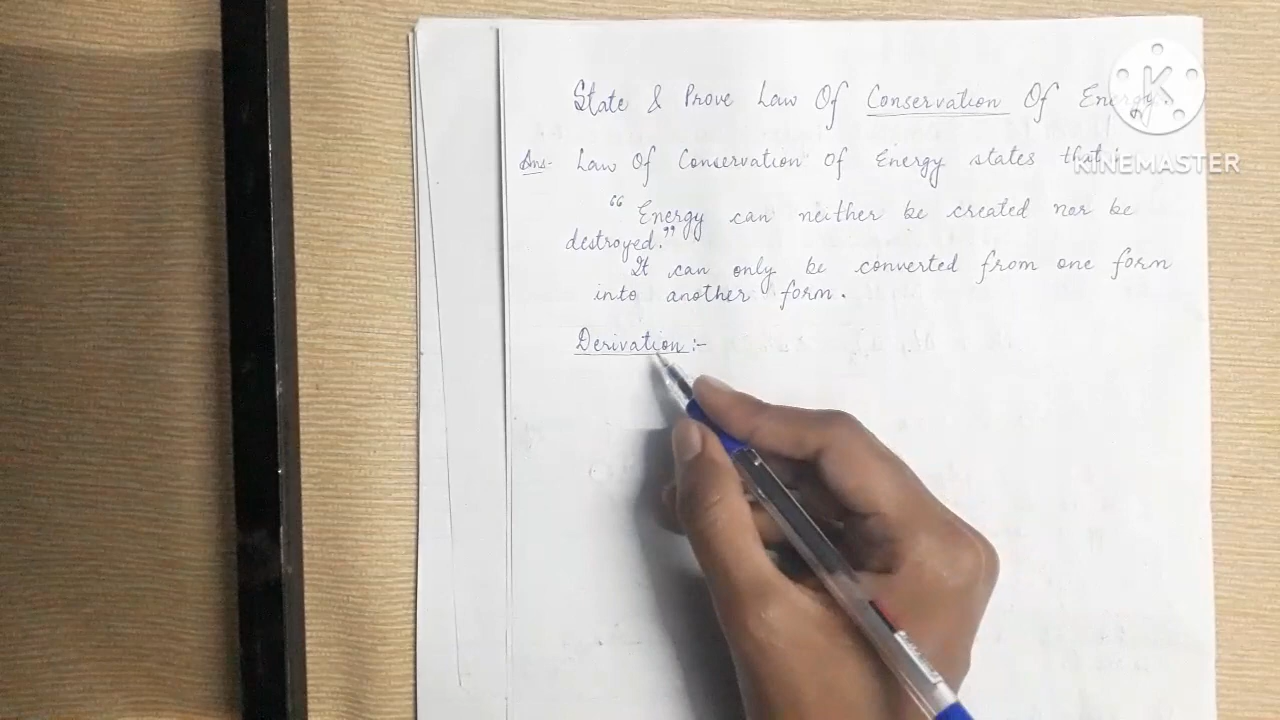 State & Prove Law Of Conservation Of Energy.
Ans- Law Of Conservation Of Energy states that :
“ Energy can neither be created nor be
destroyed.”
It can only be converted from one form
into another form.
Derivation :-
KINEMASTER